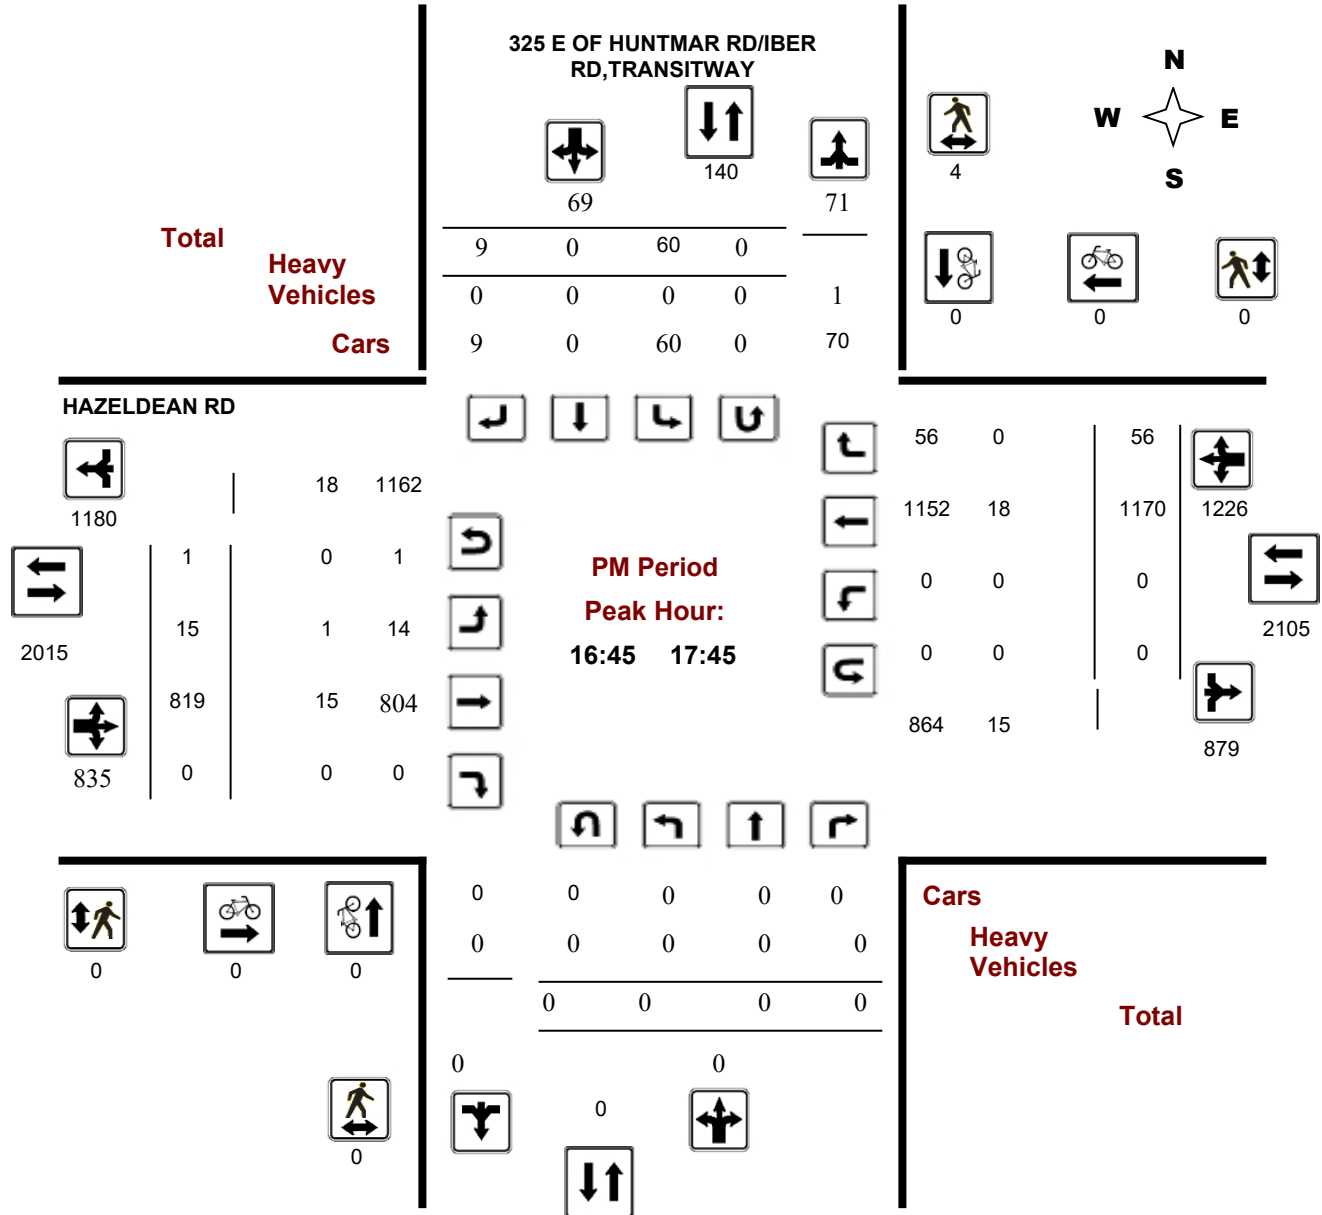 325 E OF HUNTMAR RD/IBER
RD,TRANSITWAY
N
W E
S
140
4
69 71
Total
9 0 60 0
Heavy
Vehicles
0 0 0 0 1
0 0 0
Cars
9 0 60 0 70
HAZELDEAN RD
56 0 56
18 1162
1180
1152 18 1170 1226
1 0 1
PM Period
0 0 0
Peak Hour:
15 1 14
2105
2015
16:45 17:45
0 0 0
819 15 804
864 15
879
835 0 0 0
0 0 0 0 0
Cars
0 0 0 0 0
Heavy
Vehicles
0 0 0
0 0 0 0
Total
0 0
0
0